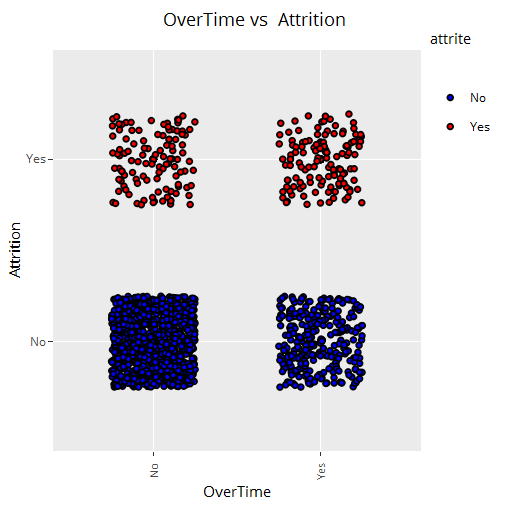 OverTime vs  Attrition
attrite
No
Yes
Yes
No
Attrition
No
Yes
OverTime